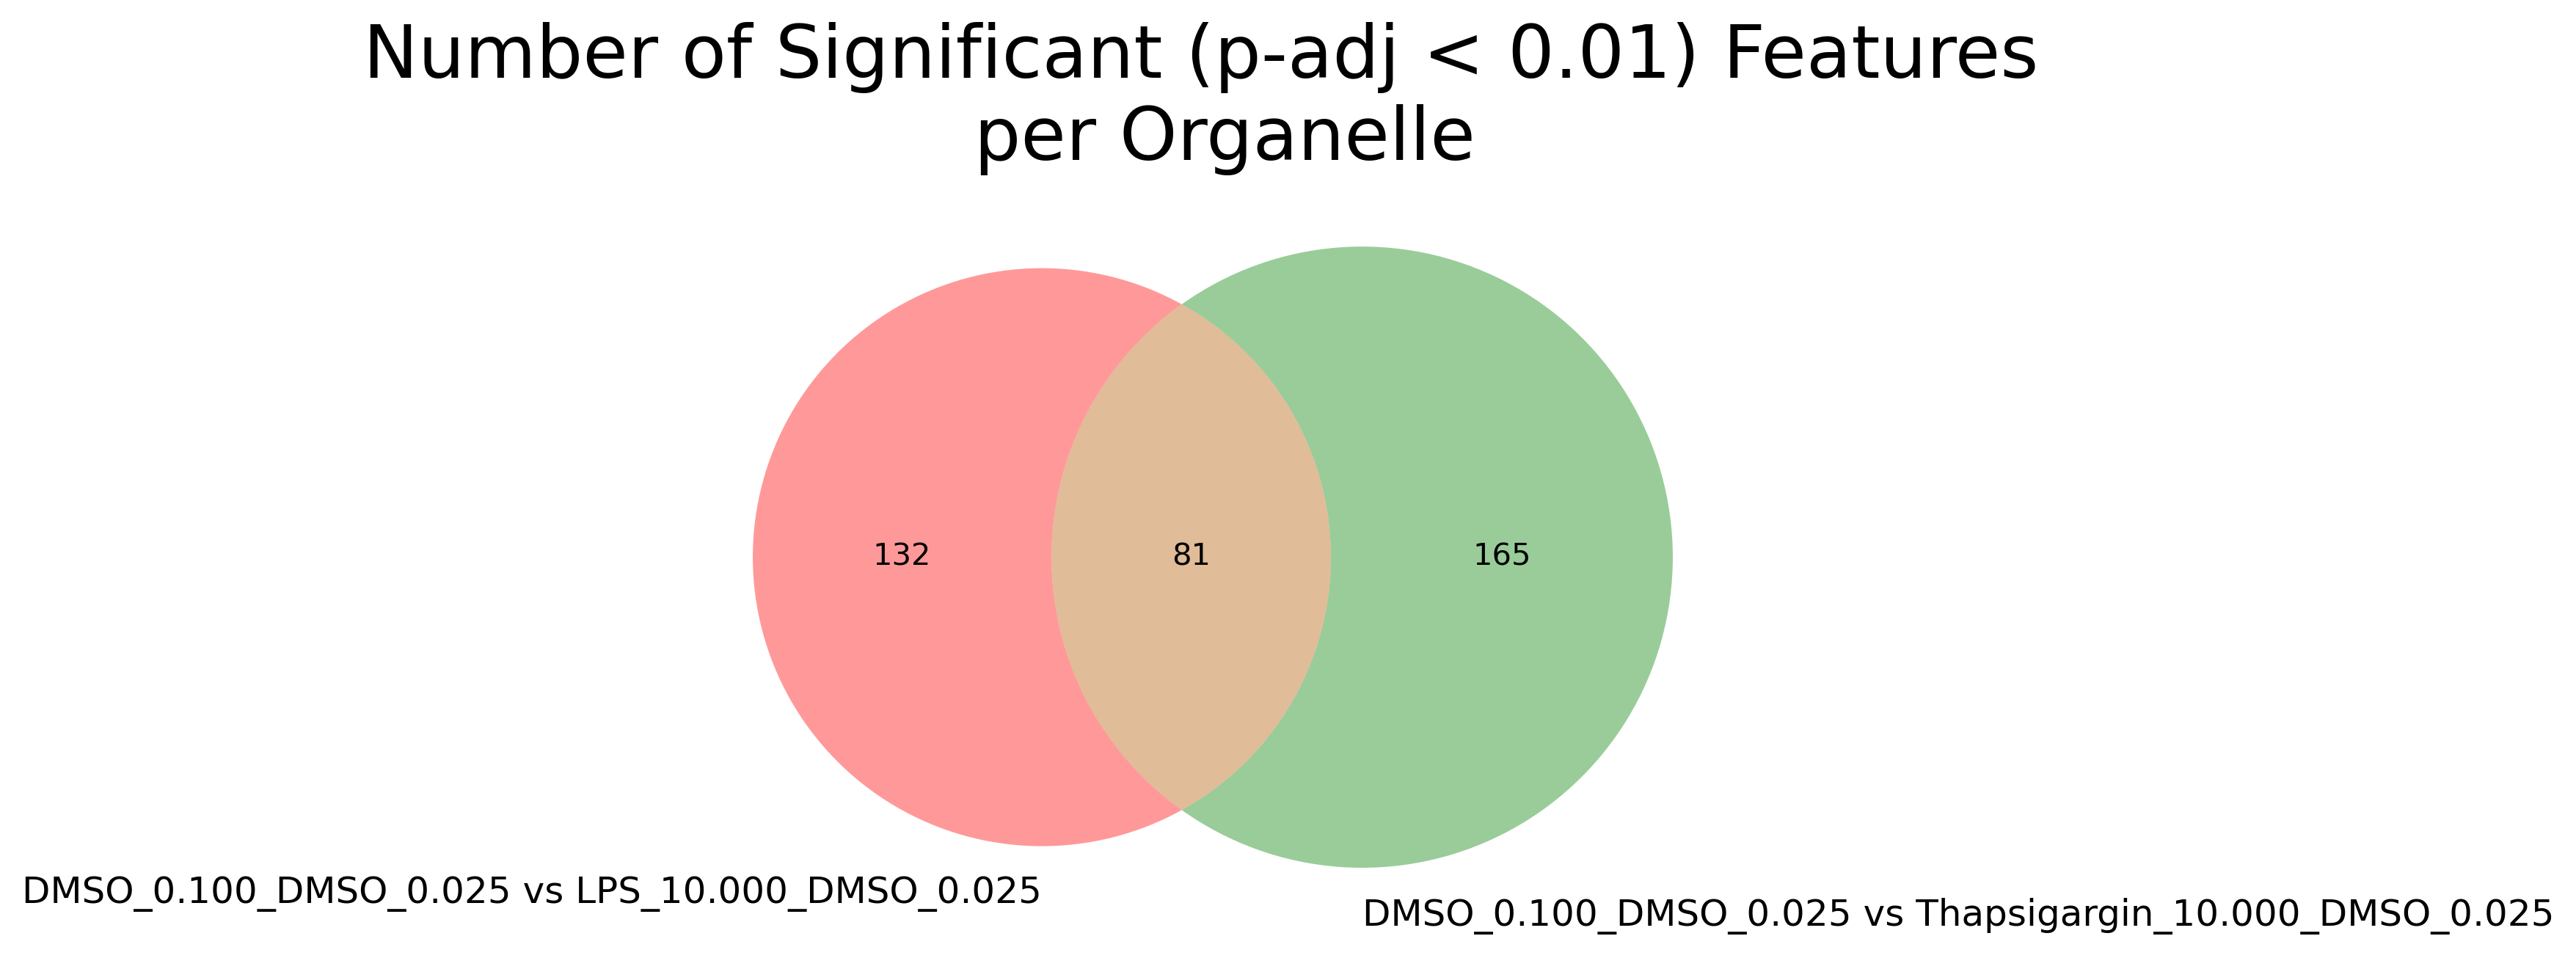 Number of Significant (p-adj < 0.01) Features
per Organelle
132
81
165
DMSO_0.100_DMSO_0.025 vs LPS_10.000_DMSO_0.025
DMSO_0.100_DMSO_0.025 vs Thapsigargin_10.000_DMSO_0.025